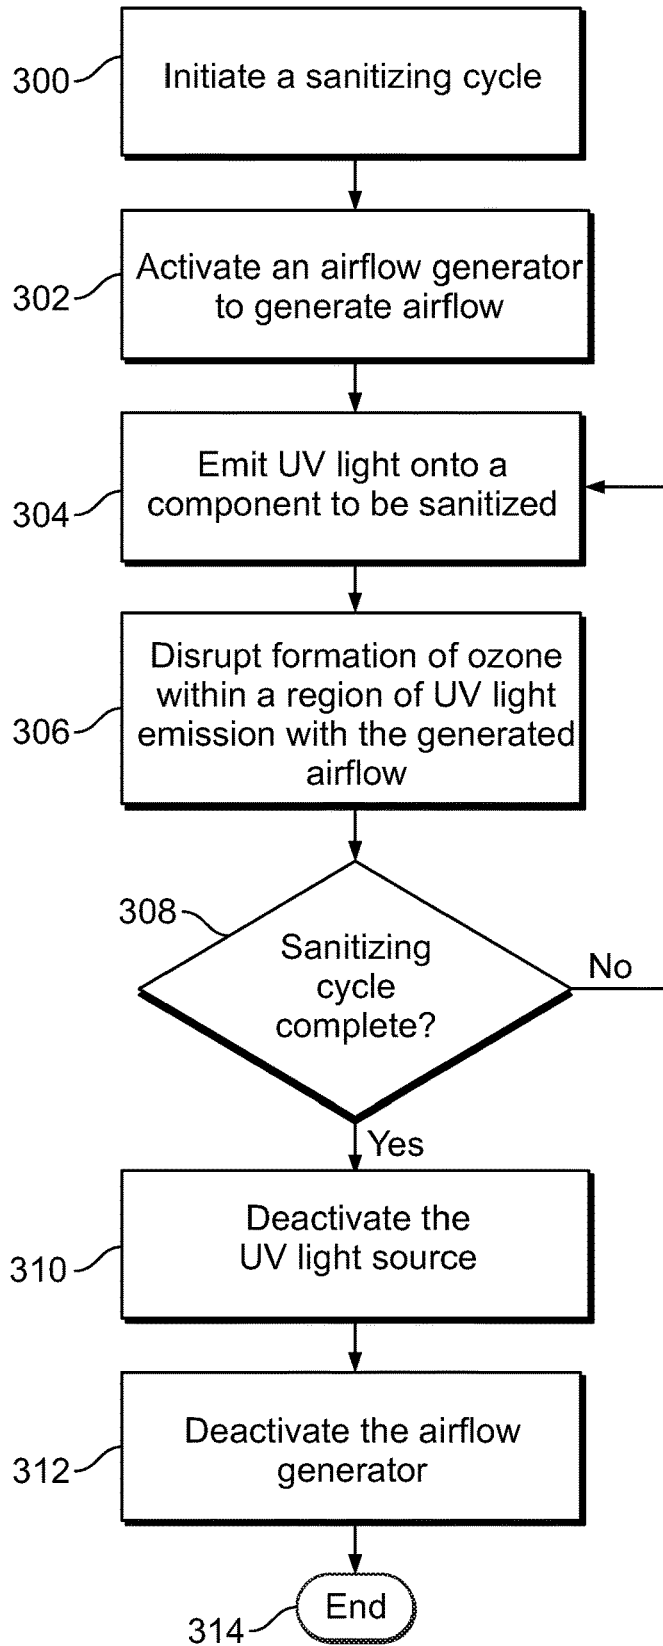 300
Initiate a sanitizing cycle
302
Activate an airflow generator
to generate airflow
304
Emit UV light onto a
component to be sanitized
306
Disrupt formation of ozone
within a region of UV light
emission with the generated
airflow
308
Sanitizing
cycle
complete?
No
Yes
310
Deactivate the
UV light source
312
Deactivate the airflow
generator
314
End